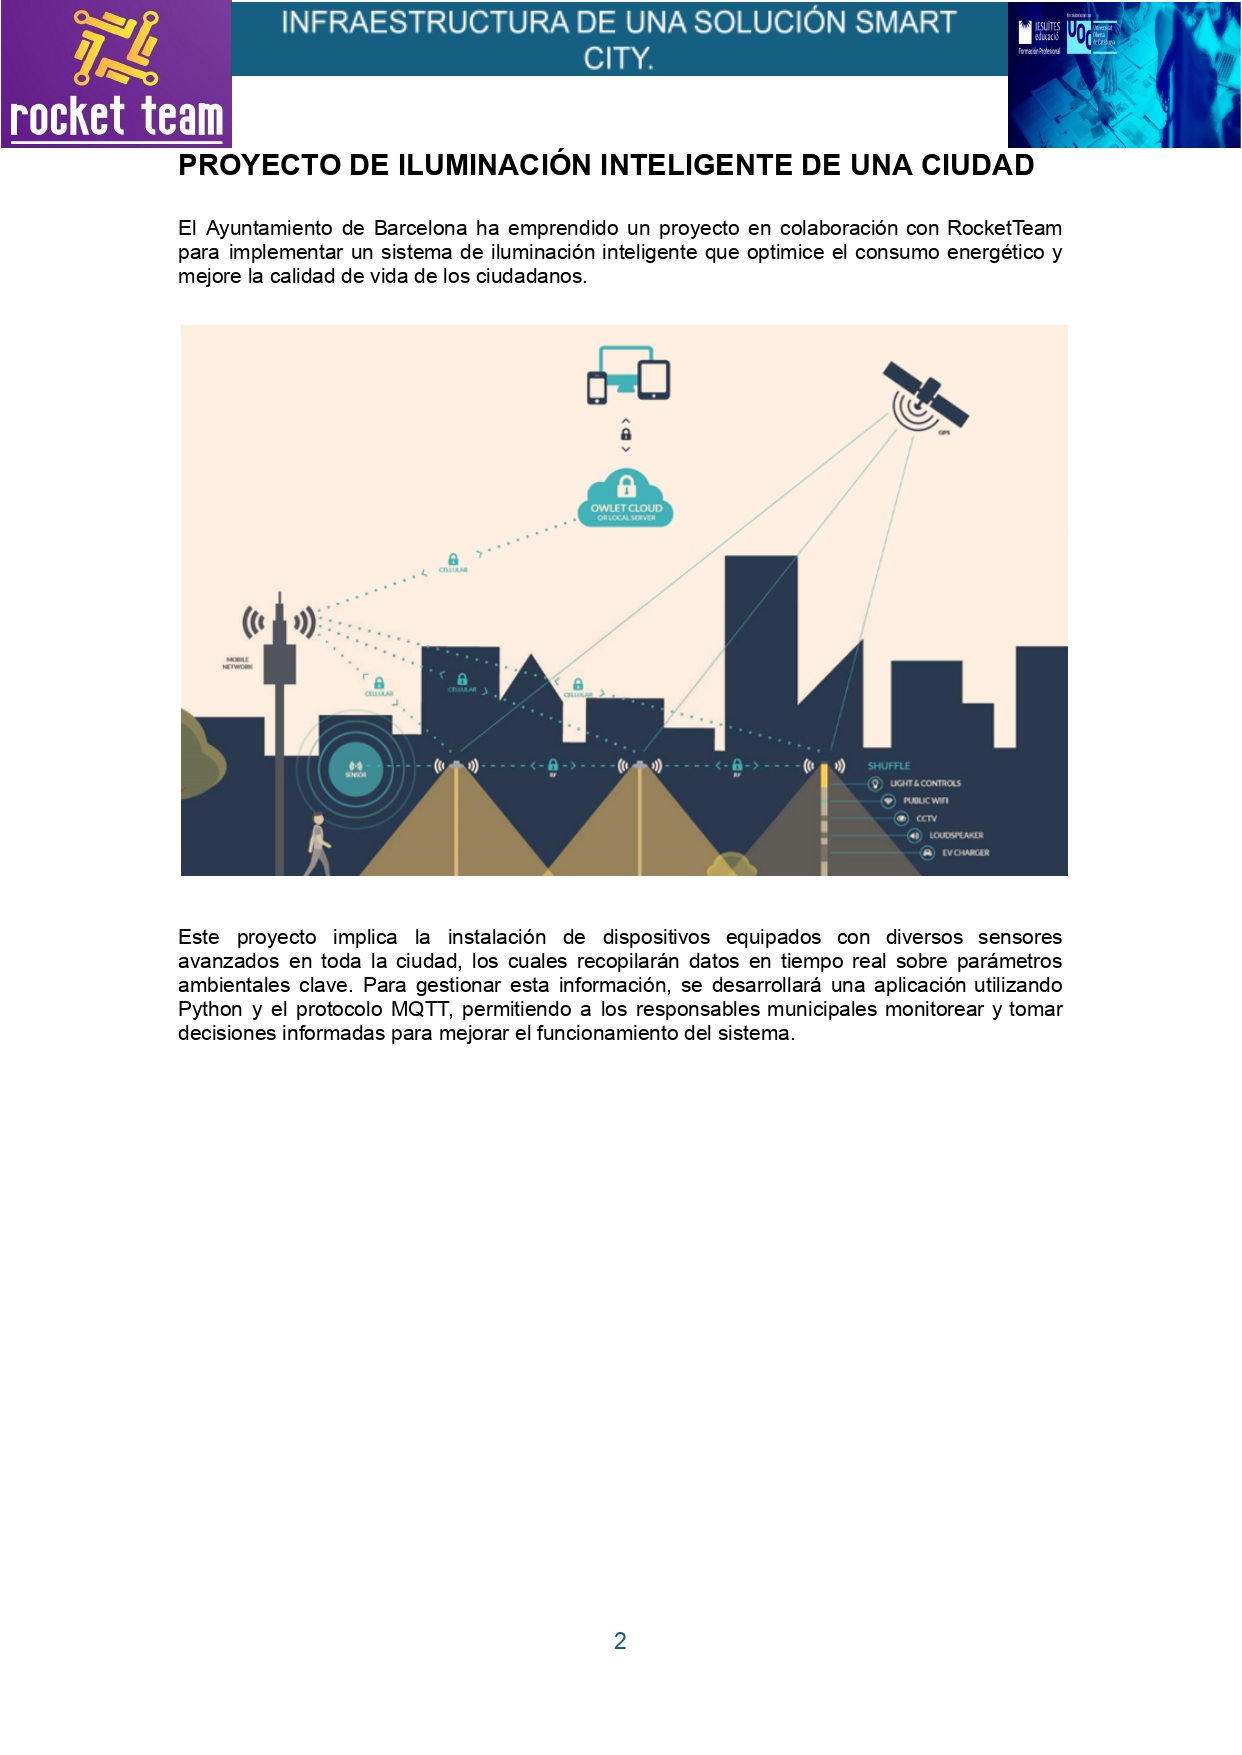 rocket team
INFRAESTRUCTURA DE UNA SOLUCIÓN SMART
CITY.
JESUÏTES
educació
Formación Profesional
En colaboración con
UOC
Universitat
Oberta
de Catalunya
PROYECTO DE ILUMINACIÓN INTELIGENTE DE UNA CIUDAD
El Ayuntamiento de Barcelona ha emprendido un proyecto en colaboración con RocketTeam
para implementar un sistema de iluminación inteligente que optimice el consumo energético y
mejore la calidad de vida de los ciudadanos.
GPS
OWLET CLOUD
OR LOCAL SERVER
CELLULAR
MOBILE
NETWORK
CELLULAR
CELLULAR
CELLULAR
SENSOR
RF
RF
SHUFFLE
LIGHT & CONTROLS
PUBLIC WIFI
CCTV
LOUDSPEAKER
EV CHARGER
Este proyecto implica la instalación de dispositivos equipados con diversos sensores
avanzados en toda la ciudad, los cuales recopilarán datos en tiempo real sobre parámetros
ambientales clave. Para gestionar esta información, se desarrollará una aplicación utilizando
Python y el protocolo MQTT, permitiendo a los responsables municipales monitorear y tomar
decisiones informadas para mejorar el funcionamiento del sistema.
2